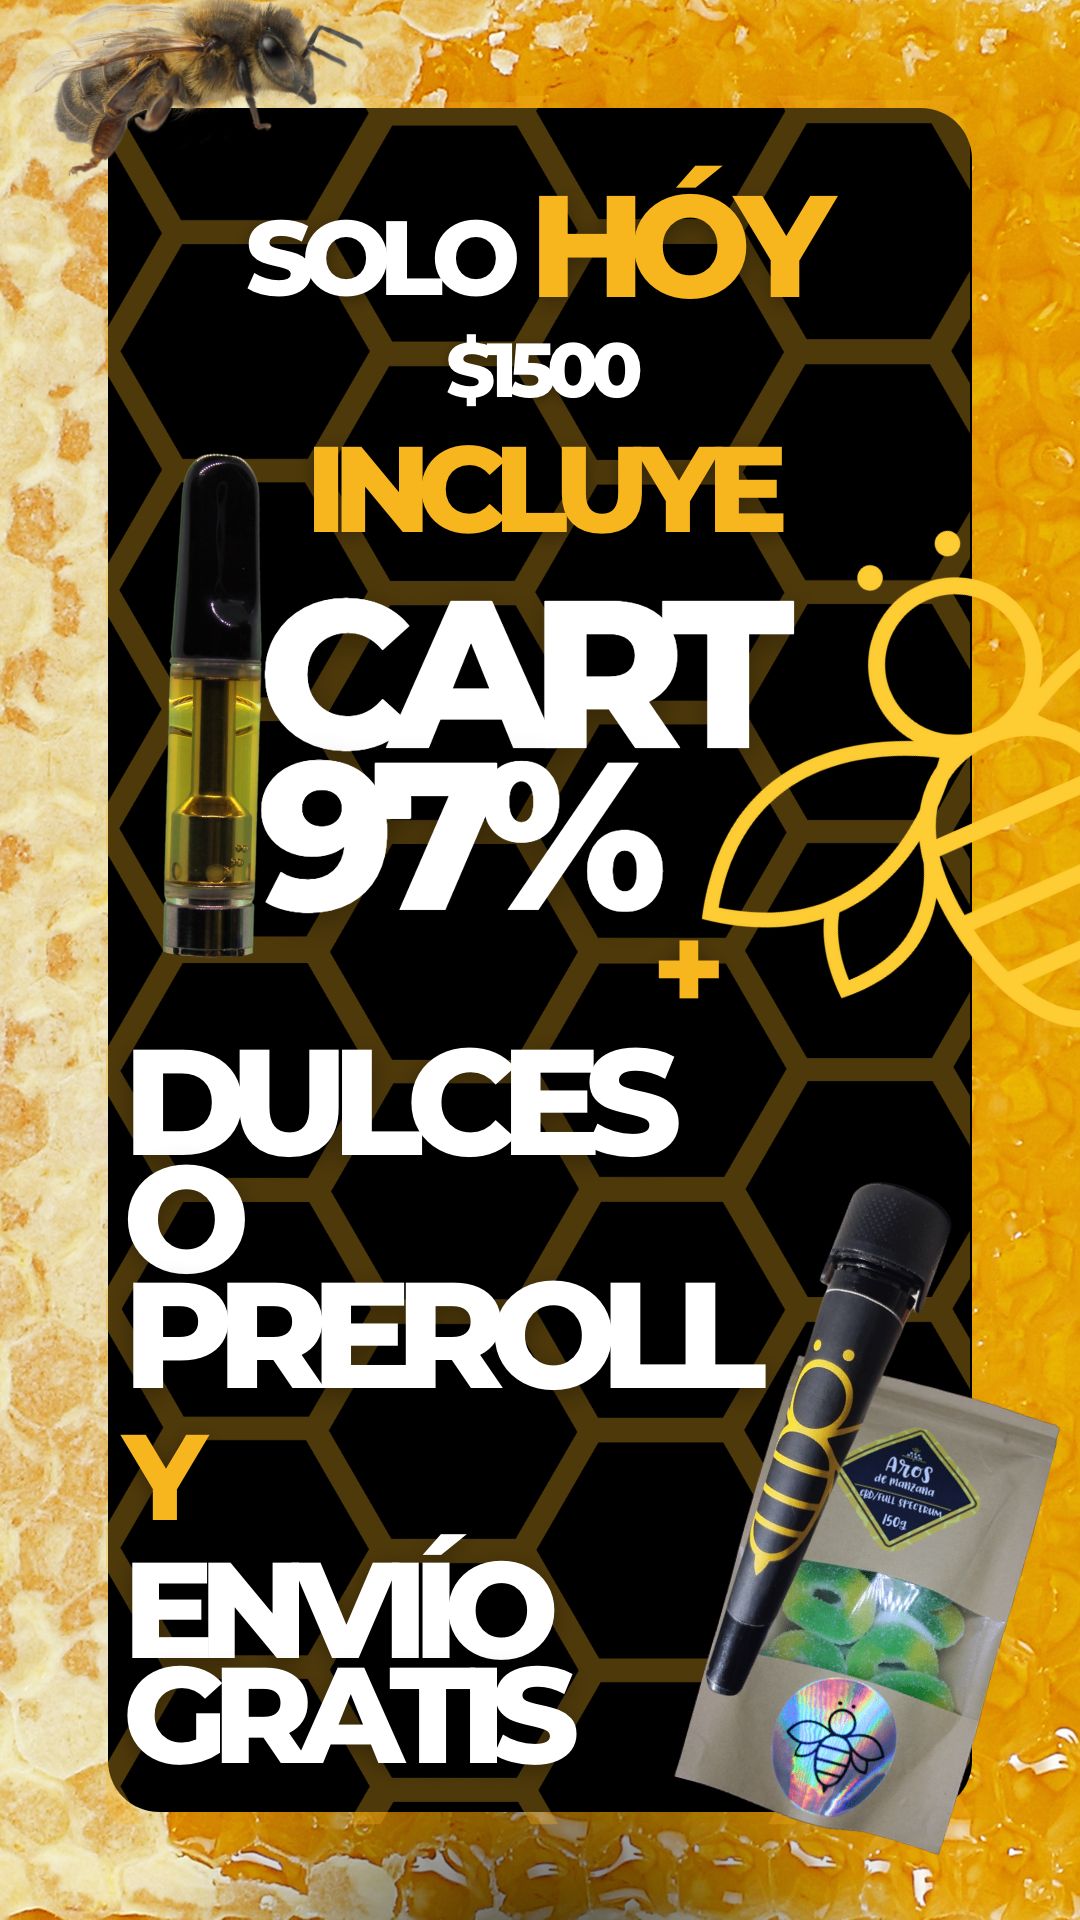 SOLO HÓY
$1500
INCLUYE
CART
97%
+
DULCES
O
PREROLL
Y
ENVÍO
GRATIS
Aros
de manzana
CBD/FULL SPECTRUM
150g